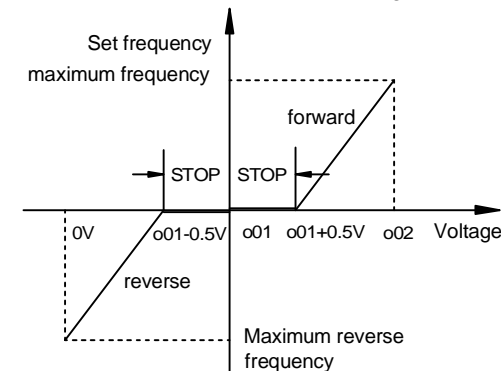 Set frequency
maximum frequency
forward
STOP STOP
0V o01-0.5V o01 o01+0.5V o02 Voltage
reverse
Maximum reverse
frequency